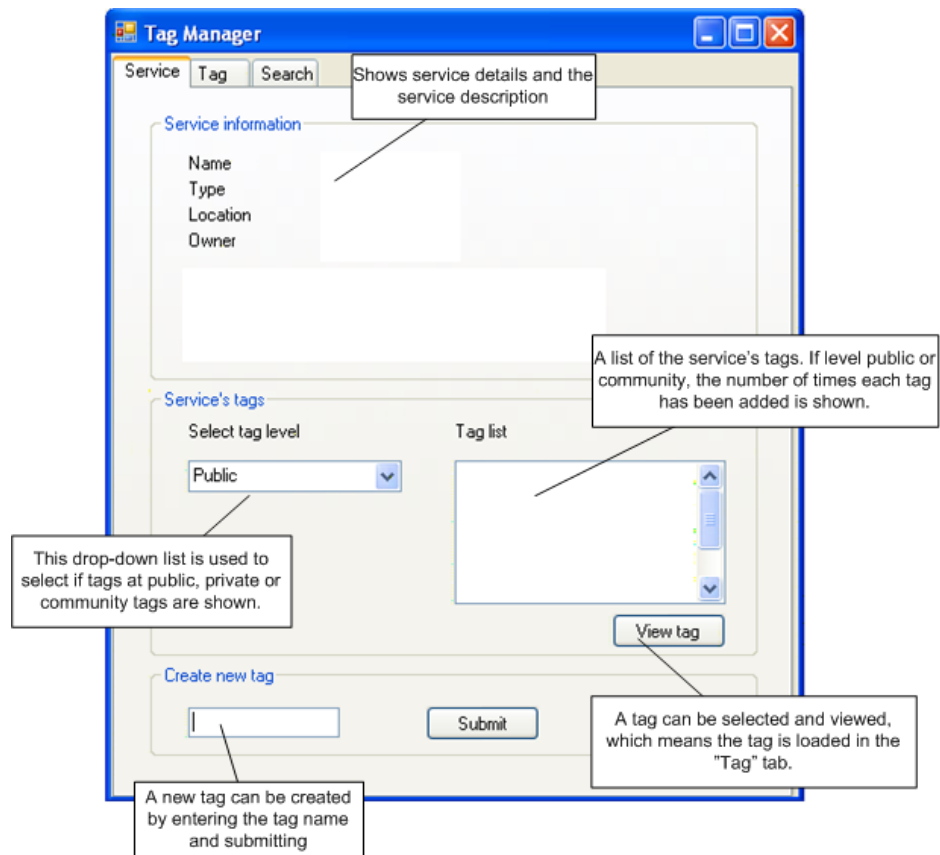 Tag Manager
Service Tag Search
Shows service details and the
service description
Service information
Name
Type
Location
Owner
A list of the service's tags. If level public or
community, the number of times each tag
has been added is shown.
Service's tags
Select tag level
Tag list
Public
This drop-down list is used to
select if tags at public, private or
community tags are shown.
View tag
Create new tag
Submit
A tag can be selected and viewed,
which means the tag is loaded in the
"Tag" tab.
A new tag can be created
by entering the tag name
and submitting